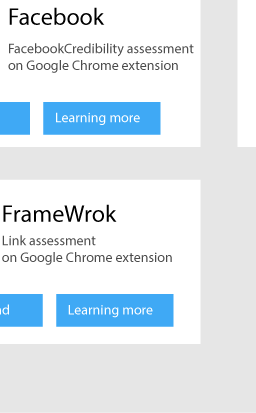 Facebook
FacebookCredibility assessment
on Google Chrome extension
Learning more
FrameWrok
Link assessment
on Google Chrome extension
Learning more